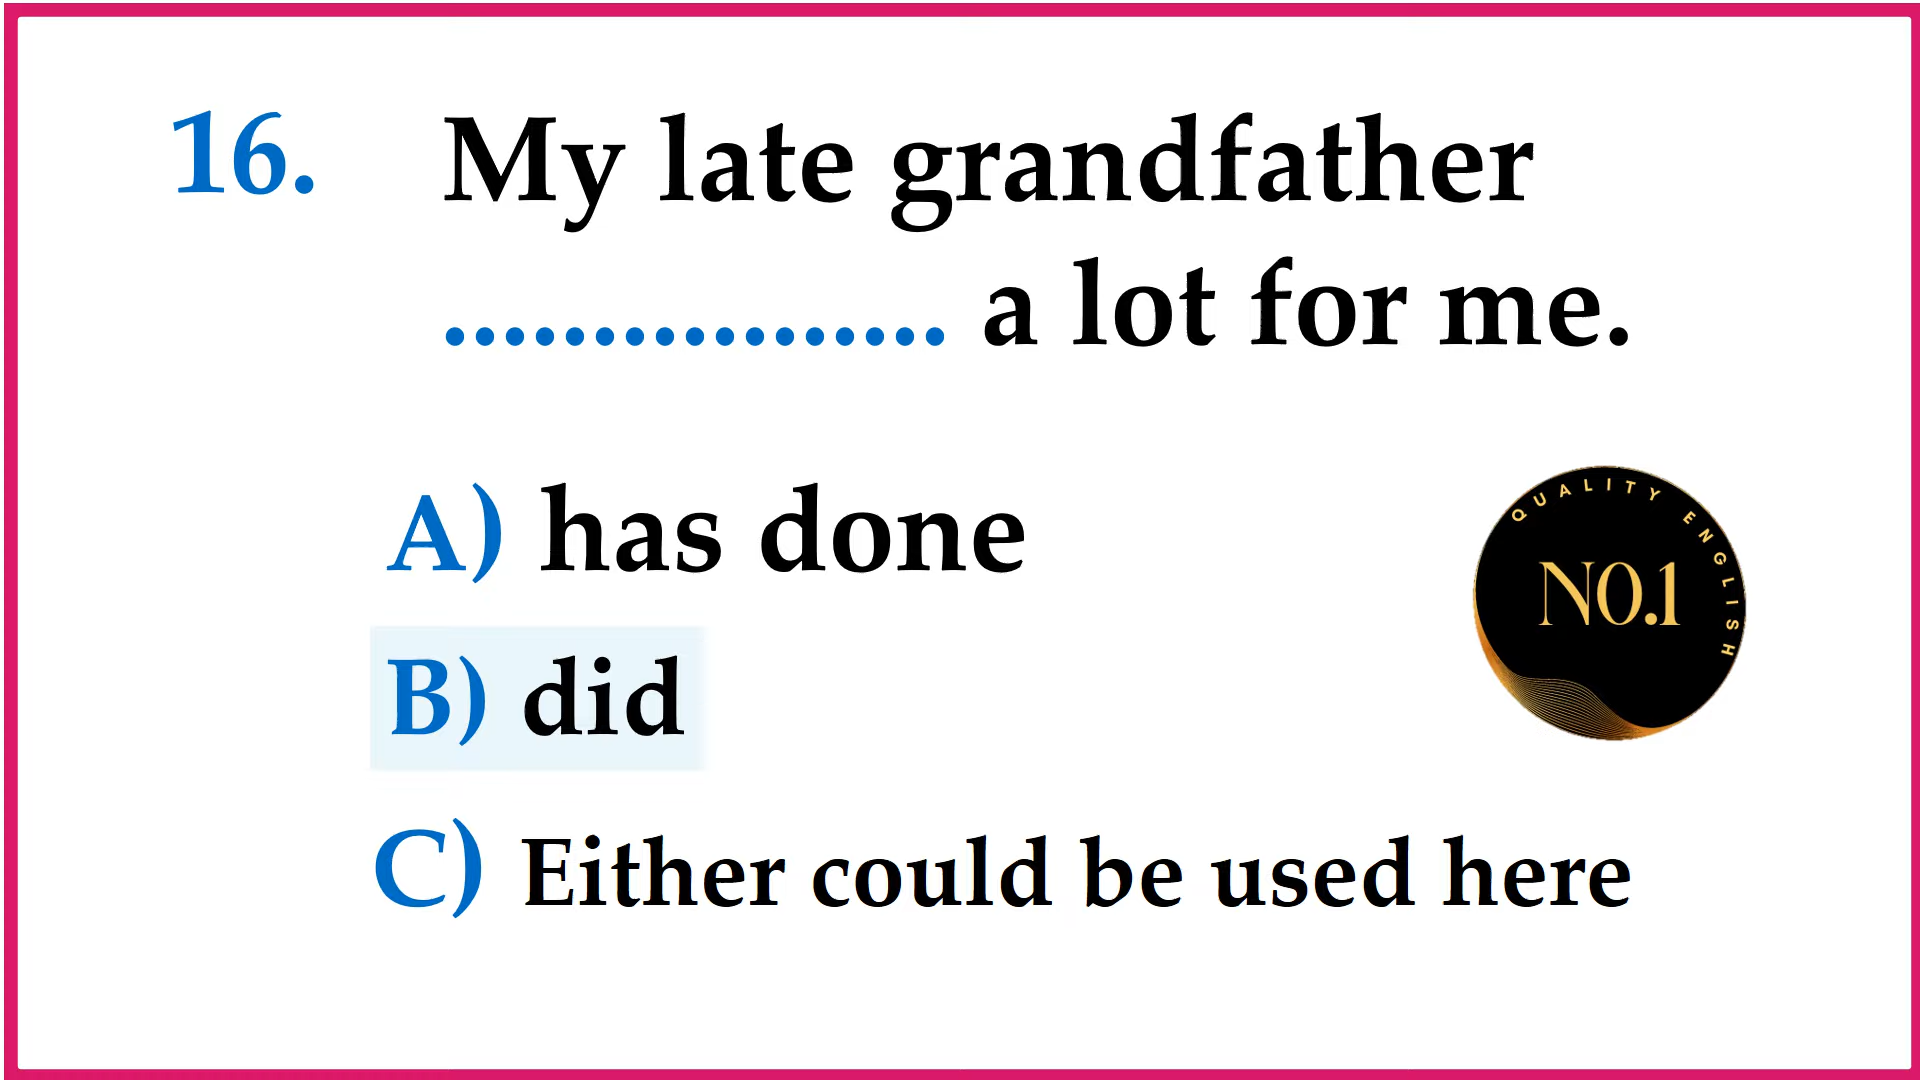 16. My late grandfather
................. a lot for me.
A) has done
B) did
C) Either could be used here
QUALITY ENGLISH
NO.1